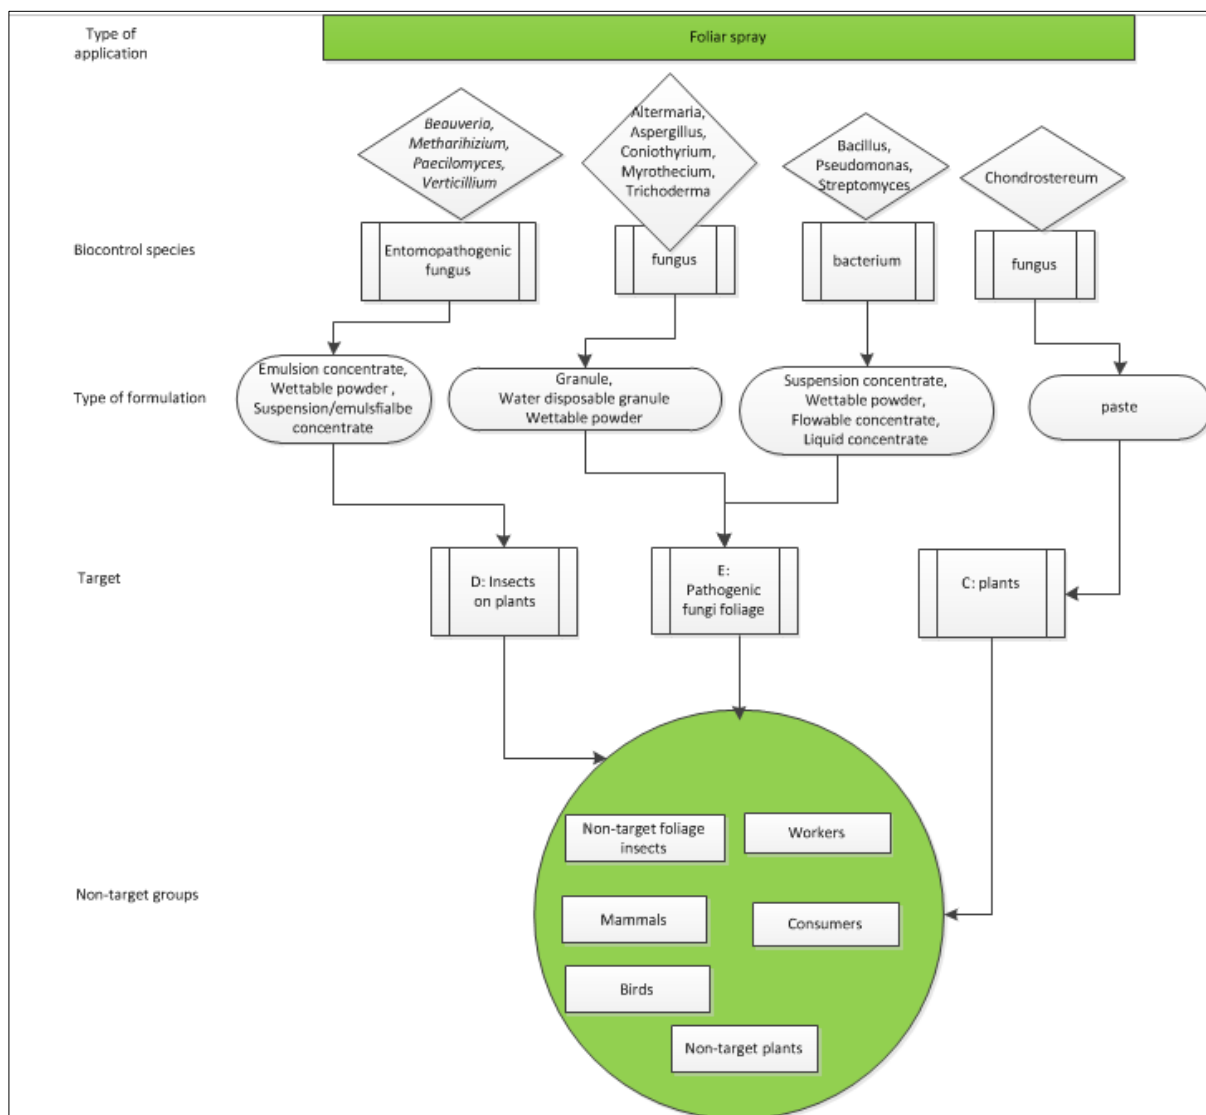 Type of
application
Foliar spray
Beauveria,
Metharihizium,
Paecilomyces,
Verticillium
Altermaria,
Aspergillus,
Coniothyrium,
Myrothecium,
Trichoderma
Bacillus,
Pseudomonas,
Streptomyces
Chondrostereum
Biocontrol species
Entomopathogenic
fungus
fungus
bacterium
fungus
Type of formulation
Emulsion concentrate,
Wettable powder ,
Suspension/emulsfialbe
concentrate
Granule,
Water disposable granule
Wettable powder
Suspension concentrate,
Wettable powder,
Flowable concentrate,
Liquid concentrate
paste
Target
D: Insects
on plants
E:
Pathogenic
fungi foliage
C: plants
Non-target groups
Non-target foliage
insects
Workers
Mammals
Consumers
Birds
Non-target plants